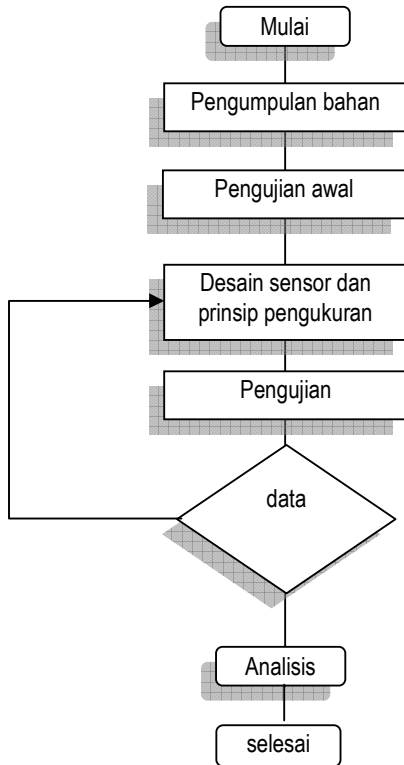 Mulai
Pengumpulan bahan
Pengujian awal
Desain sensor dan
prinsip pengukuran
Pengujian
data
Analisis
selesai